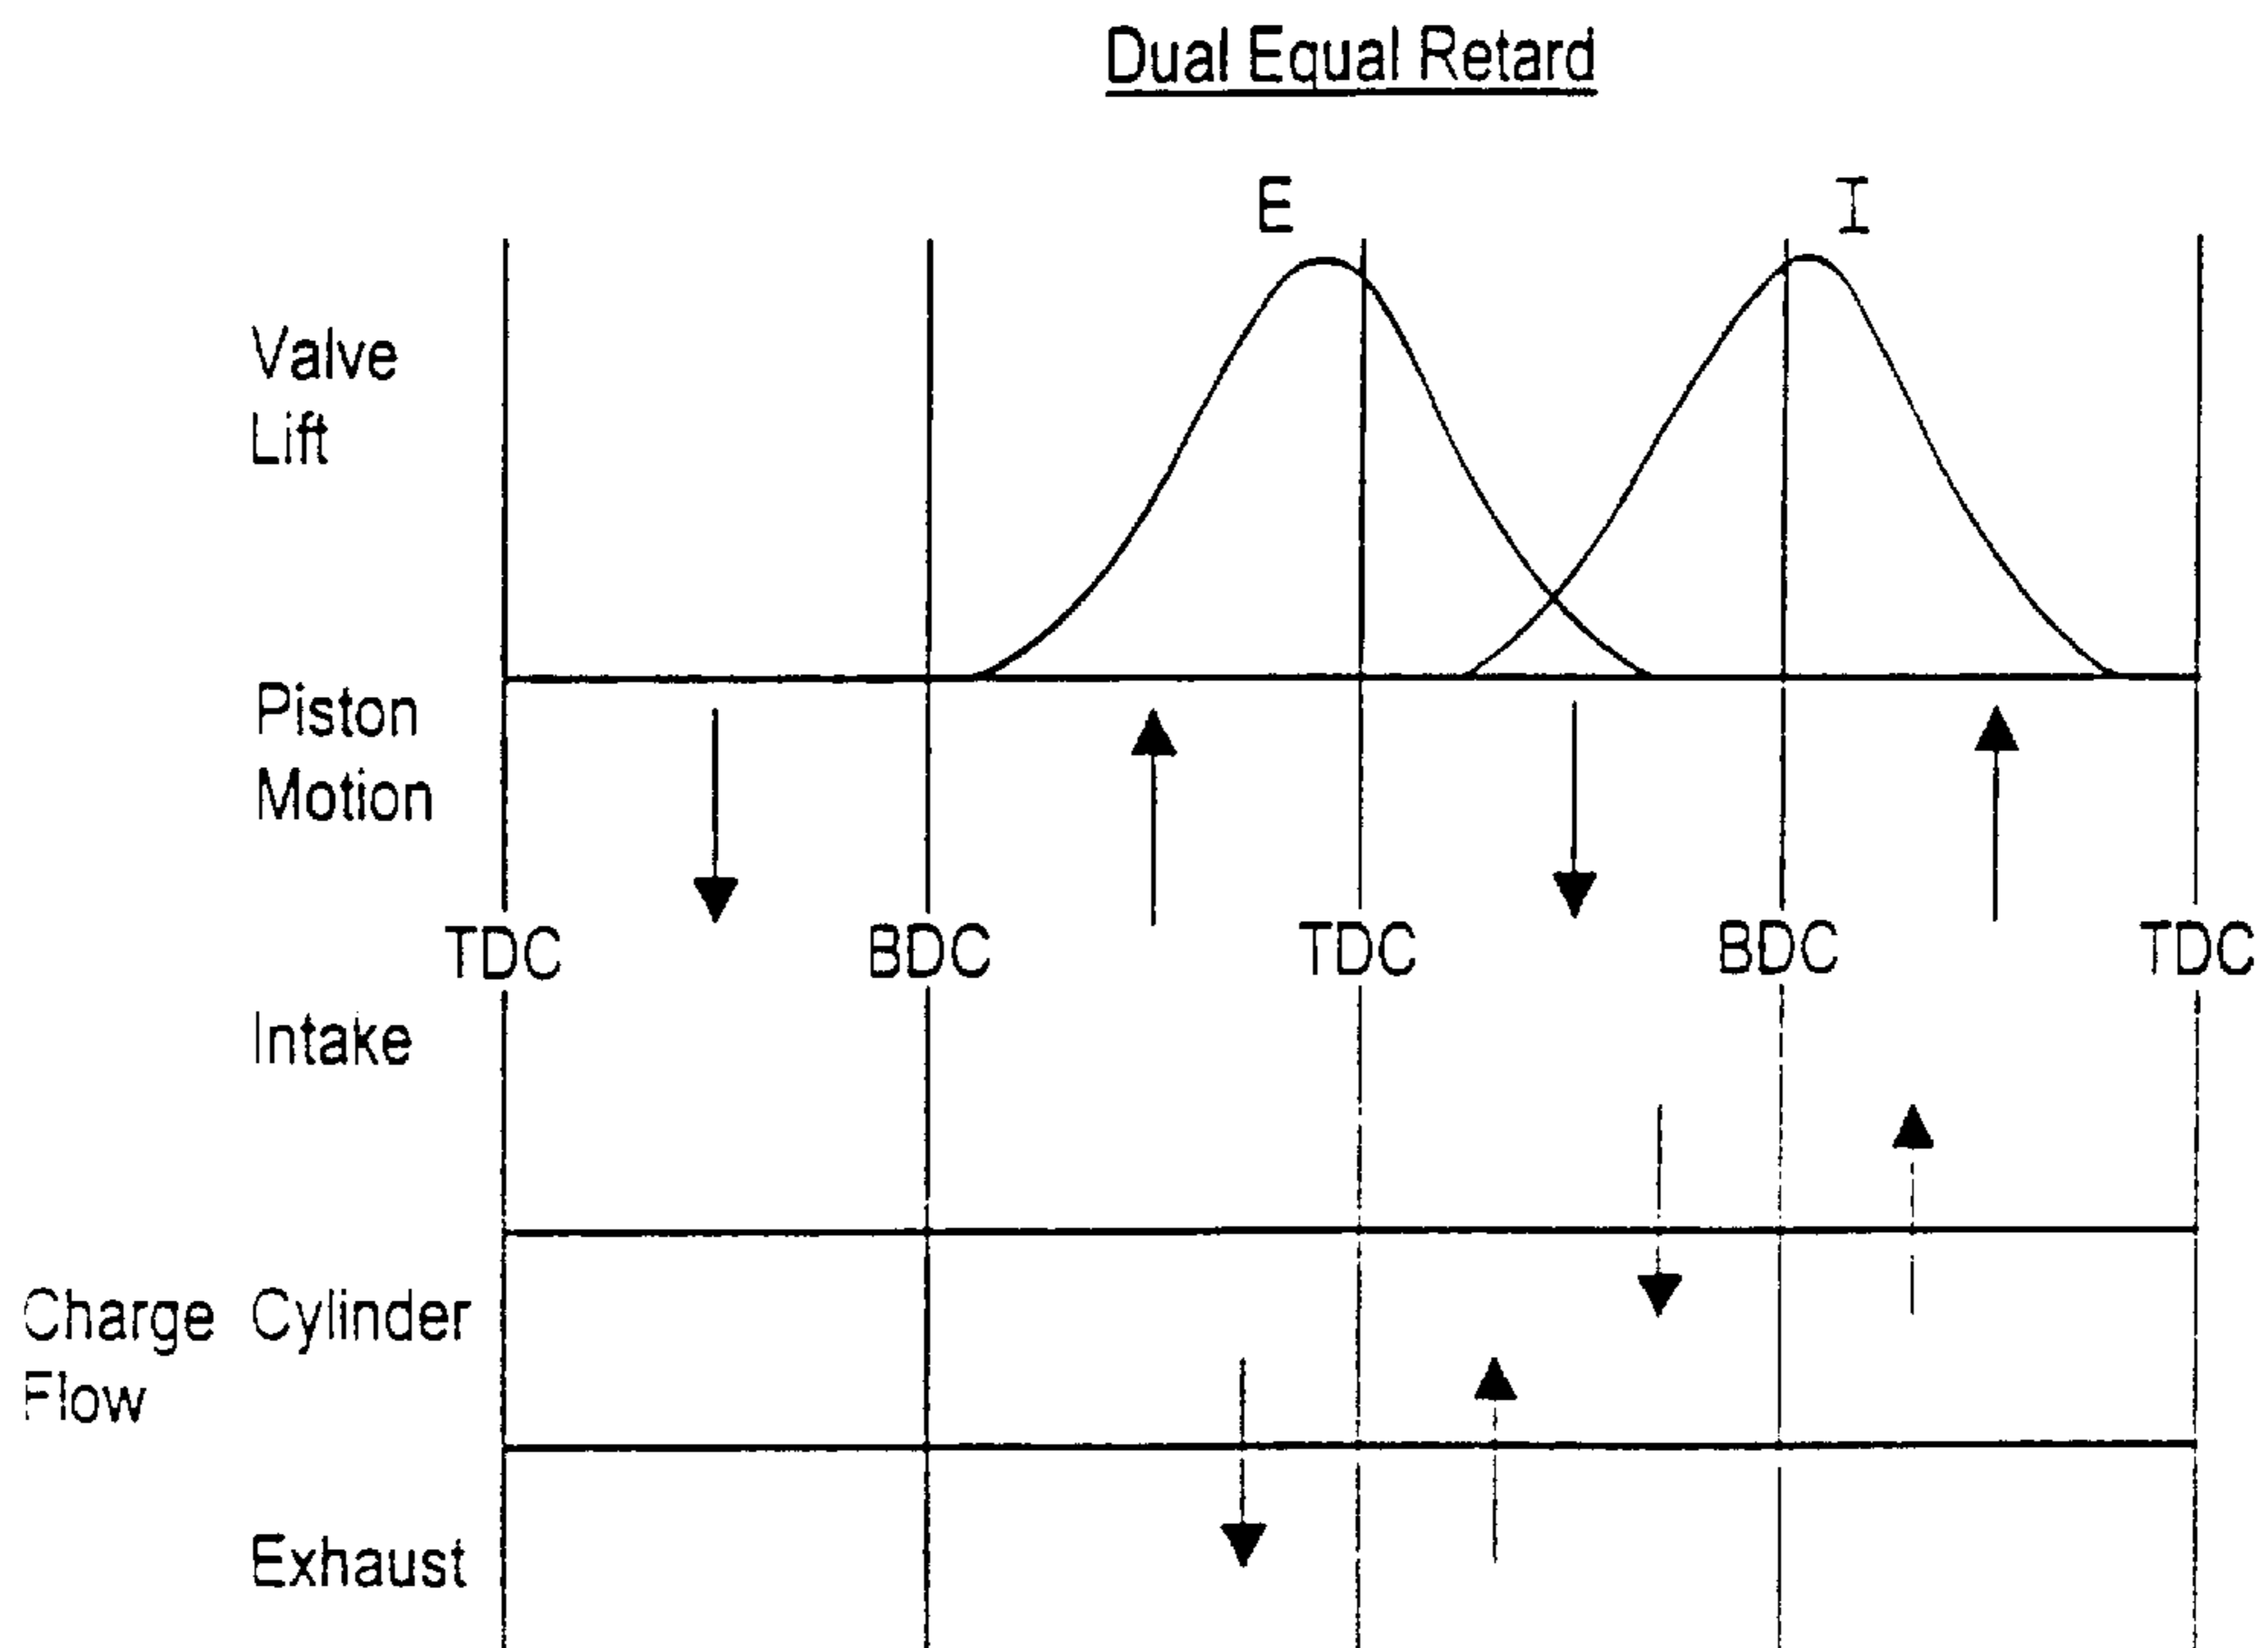 Dual Equal Retard
E
I
Valve
Lift
Piston
Motion
TDC
BDC
TDC
BDC
TDC
Intake
Charge
Flow
Cylinder
Exhaust